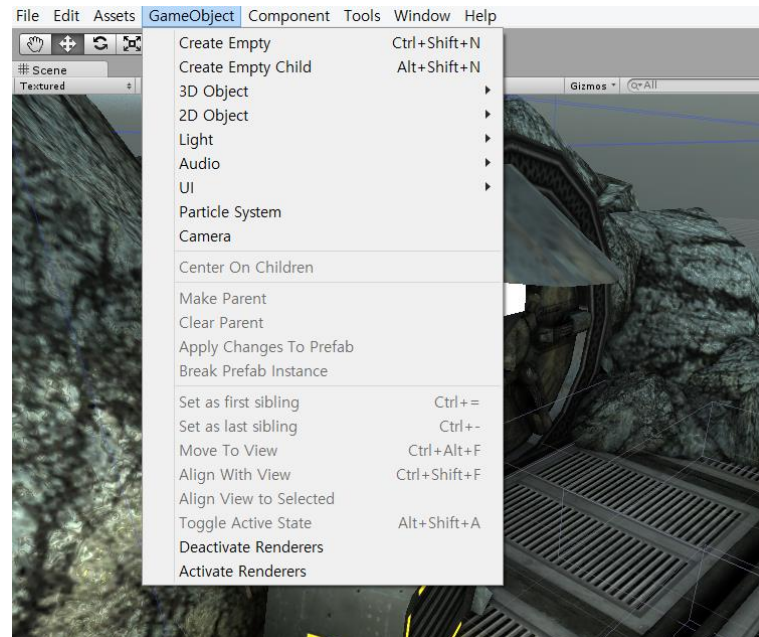 File Edit Assets GameObject Component Tools Window Help
# Scene
Textured
Gizmos
All
Create Empty Ctrl+Shift+N
Create Empty Child Alt+Shift+N
3D Object
2D Object
Light
Audio
UI
Particle System
Camera
Center On Children
Make Parent
Clear Parent
Apply Changes To Prefab
Break Prefab Instance
Set as first sibling Ctrl+=
Set as last sibling Ctrl+-
Move To View Ctrl+Alt+F
Align With View Ctrl+Shift+F
Align View to Selected
Toggle Active State Alt+Shift+A
Deactivate Renderers
Activate Renderers